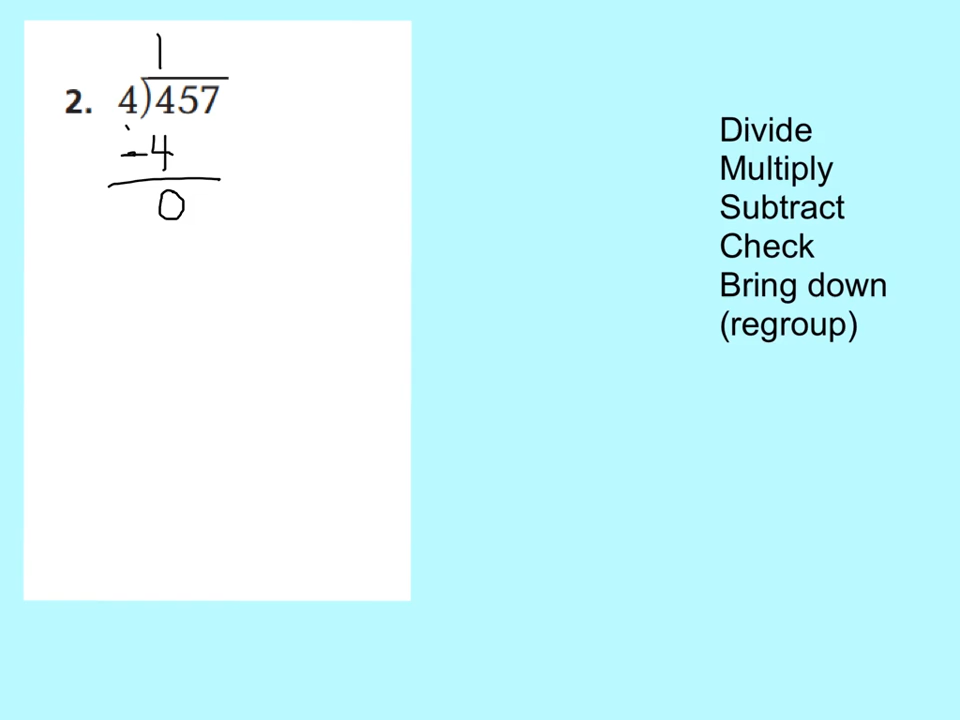 1
2. 4)457
-4
0
Divide
Multiply
Subtract
Check
Bring down
(regroup)